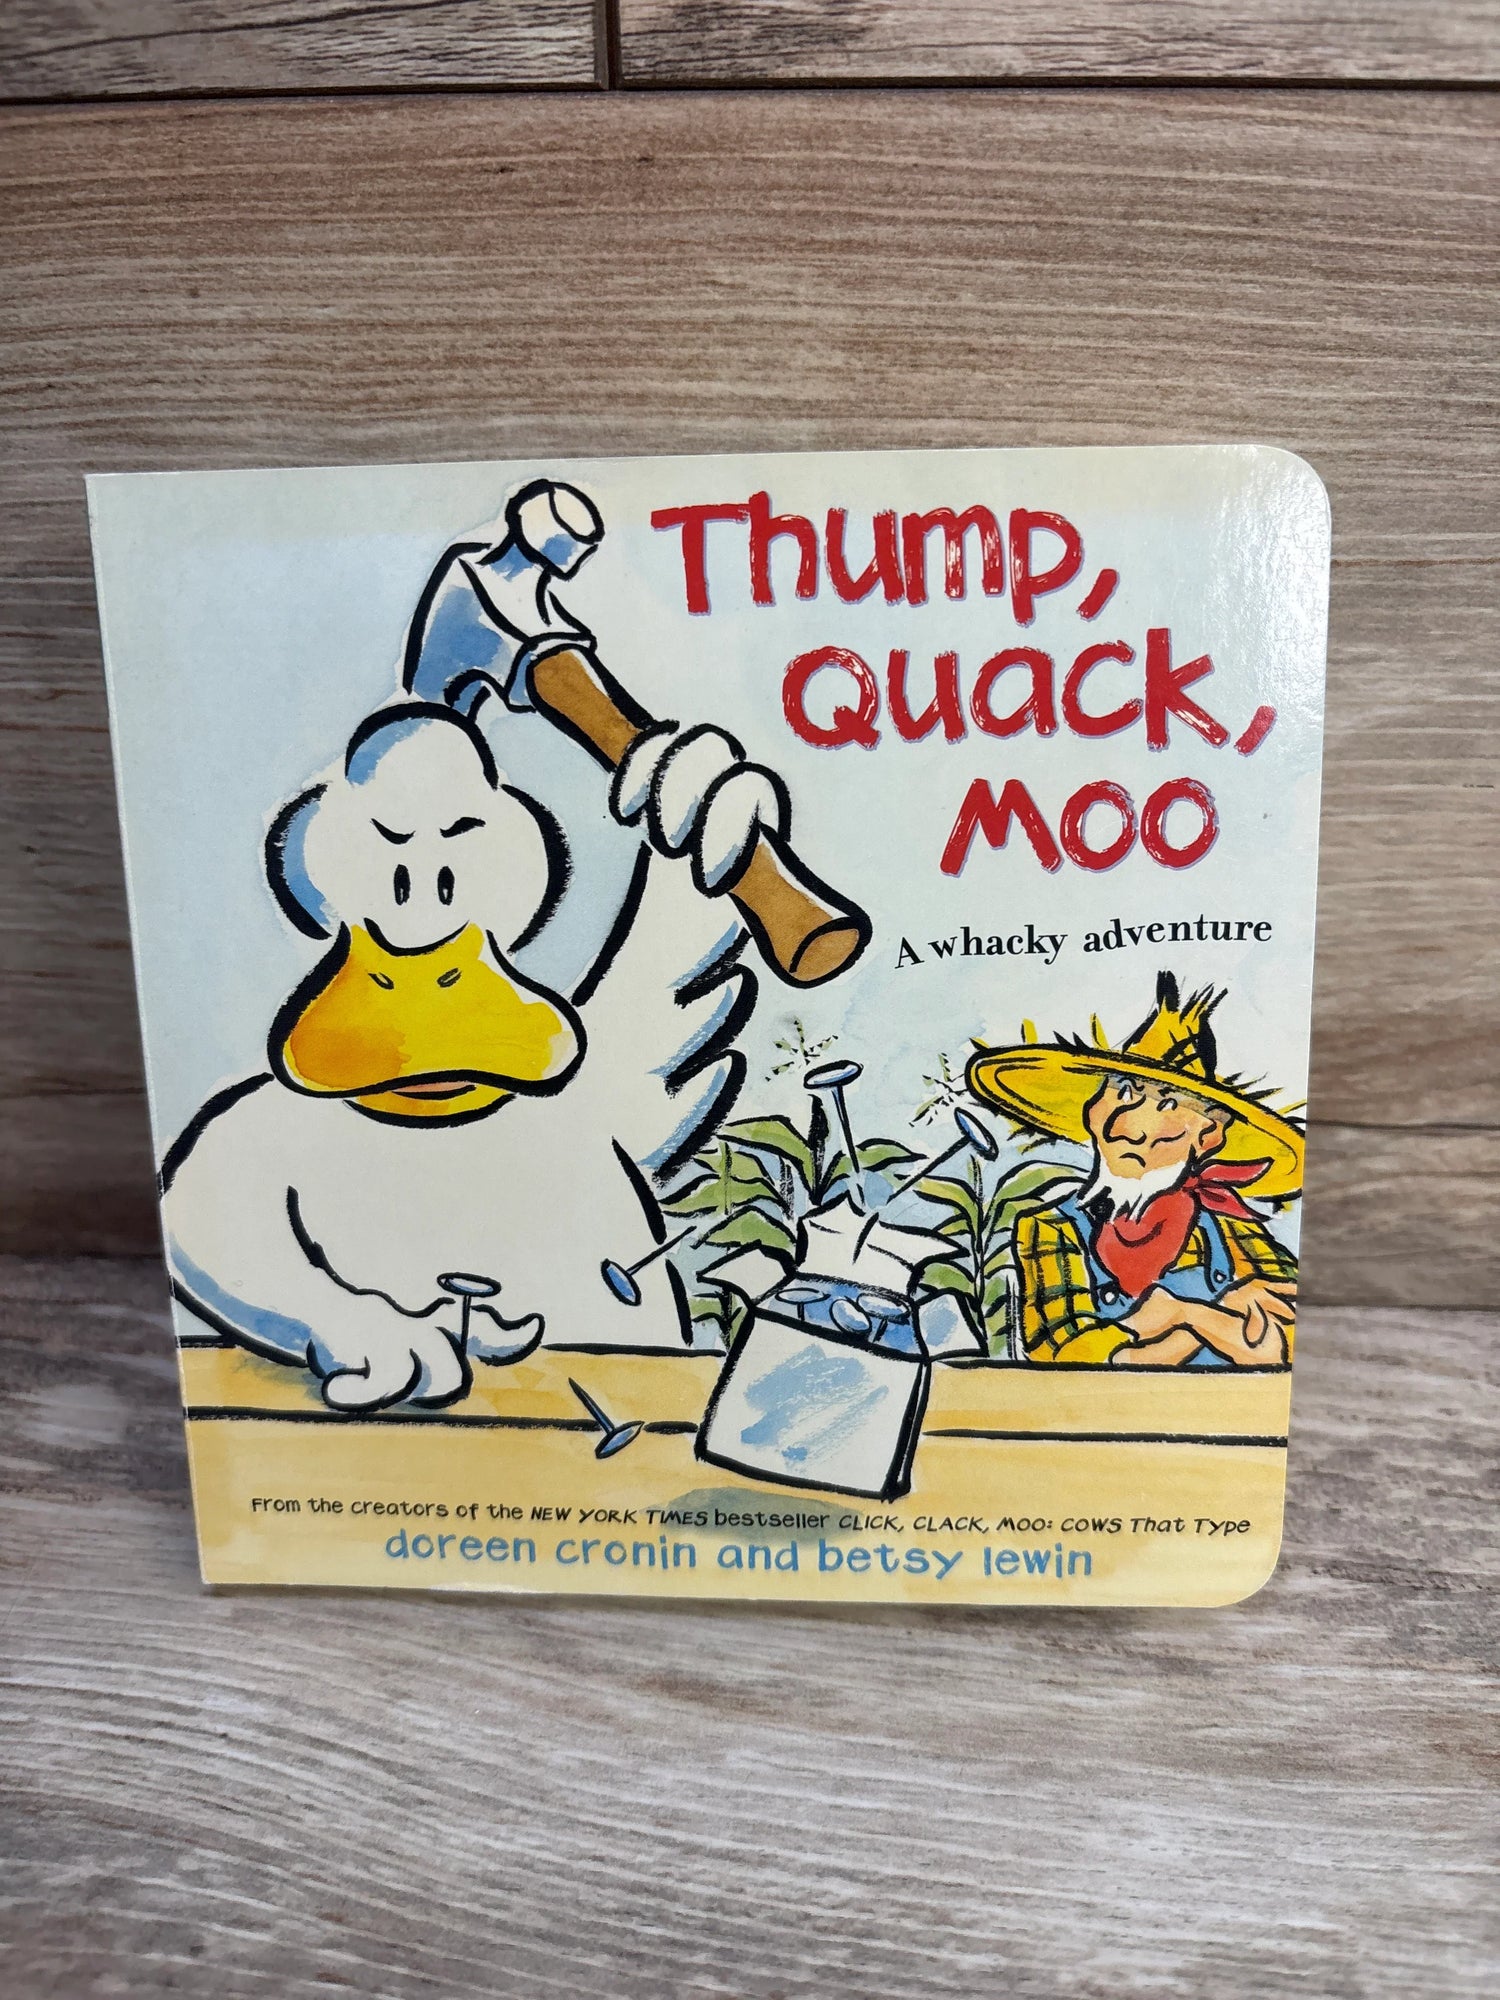 Thump,
Quack,
Moo
A whacky adventure
From the creators of the NEW YORK TIMES bestseller CLICK, CLACK, MOO: COWS That Type
doreen cronin and betsy lewin